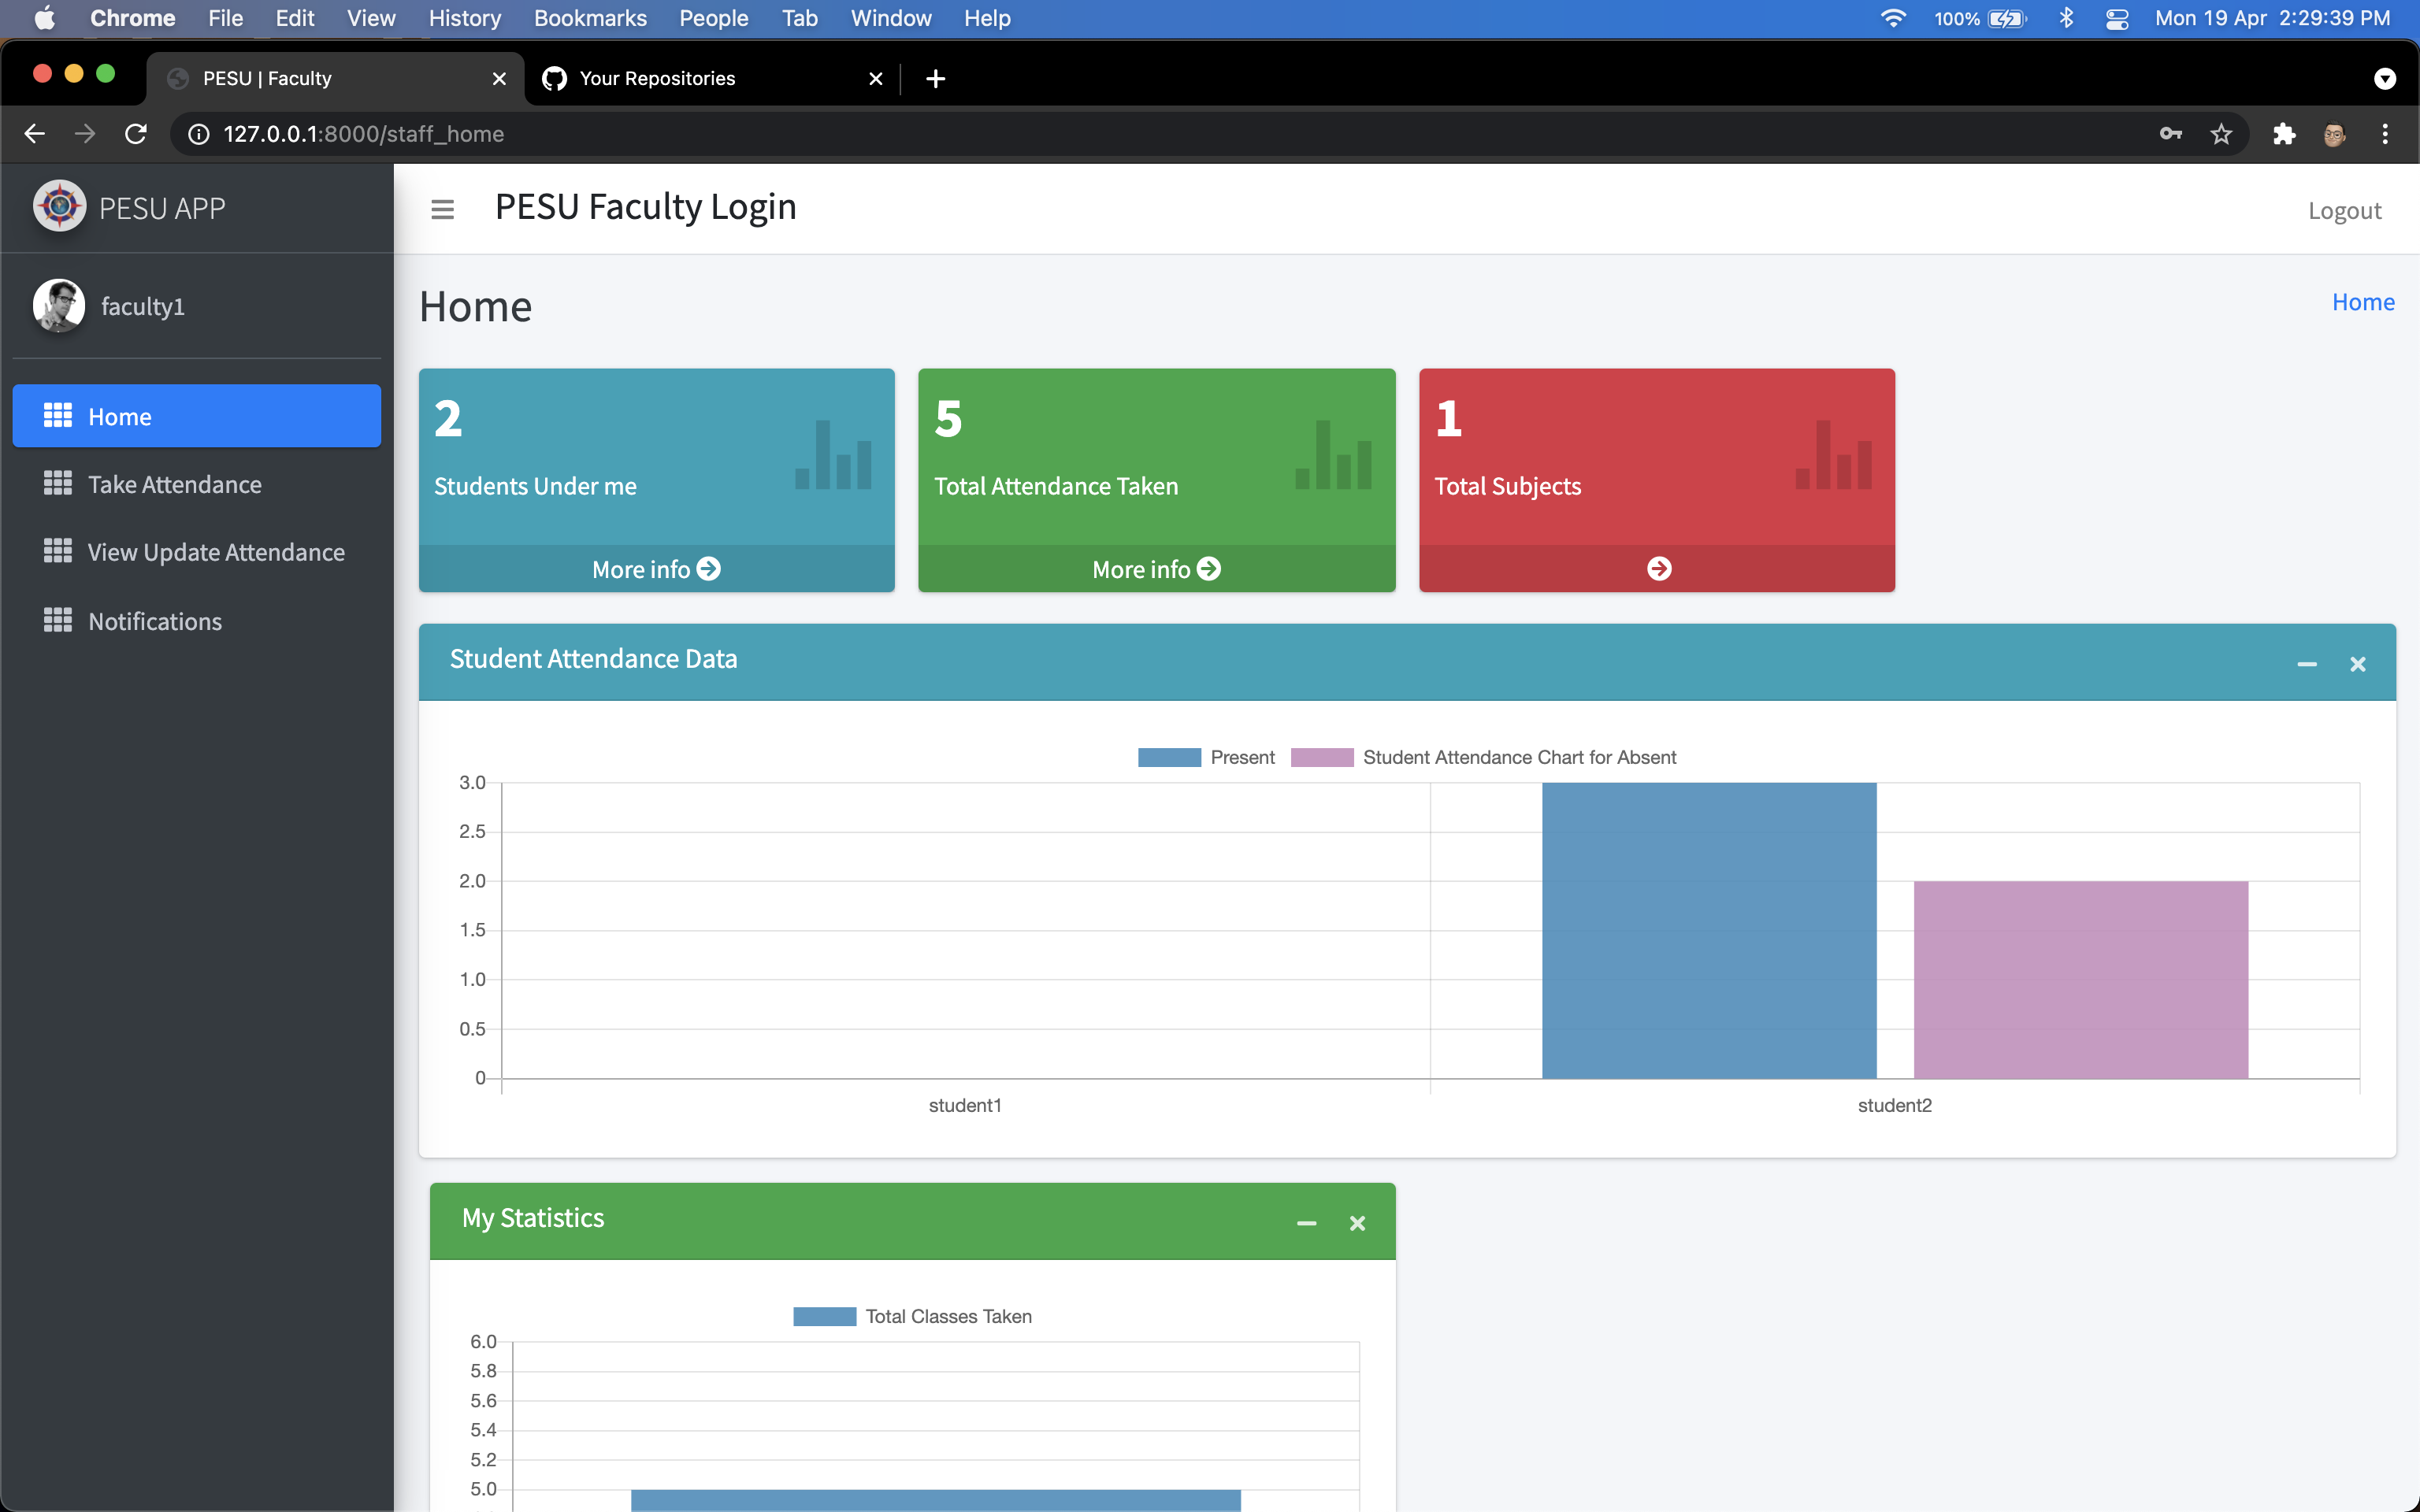 Chrome File Edit View History Bookmarks People Tab Window Help 100% Mon 19 Apr 2:29:39 PM
PESU | Faculty Your Repositories
127.0.0.1:8000/staff_home
PESU APP
PESU Faculty Login
Logout
faculty1
Home
Take Attendance
View Update Attendance
Notifications
Home
Home
2
Students Under me
More info
5
Total Attendance Taken
More info
1
Total Subjects
Student Attendance Data
Present Student Attendance Chart for Absent
3.0
2.5
2.0
1.5
1.0
0.5
0
student1 student2
My Statistics
Total Classes Taken
6.0
5.8
5.6
5.4
5.2
5.0